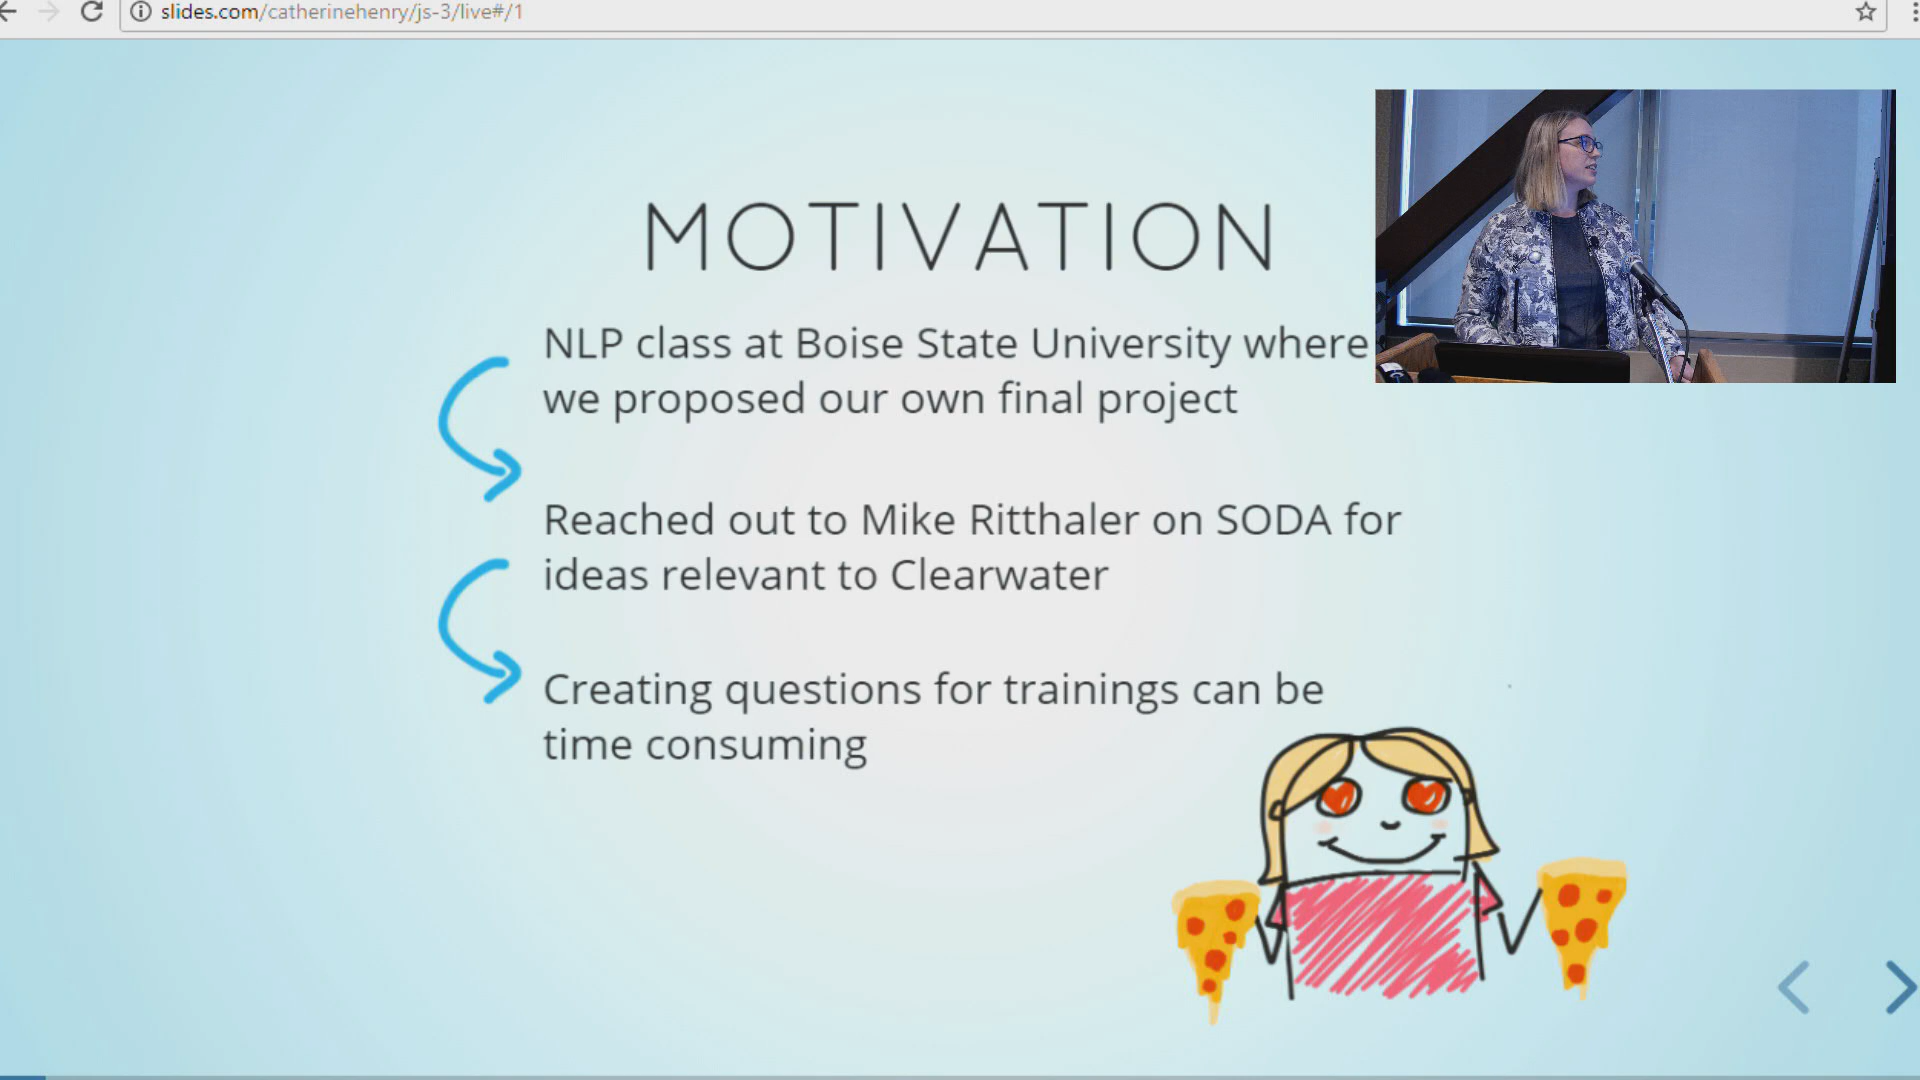 slides.com/catherinehenry/js-3/live#/1
MOTIVATION
NLP class at Boise State University where
we proposed our own final project
Reached out to Mike Ritthaler on SODA for
ideas relevant to Clearwater
Creating questions for trainings can be
time consuming